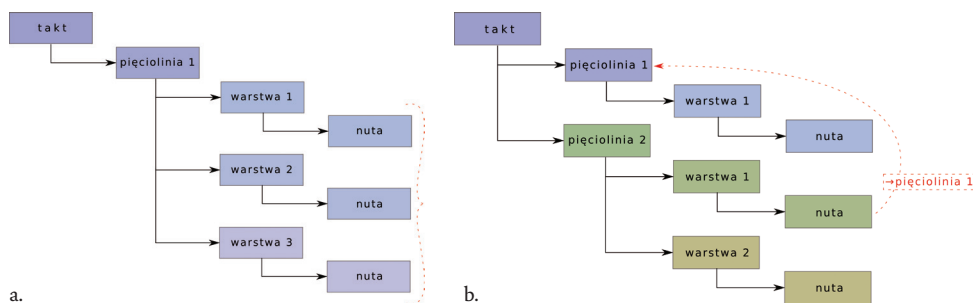 takt
pięciolinia 1
warstwa 1
nuta
warstwa 2
nuta
warstwa 3
nuta
a.
takt
pięciolinia 1
warstwa 1
nuta
pięciolinia 2
warstwa 1
→pięciolinia 1
nuta
warstwa 2
nuta
b.